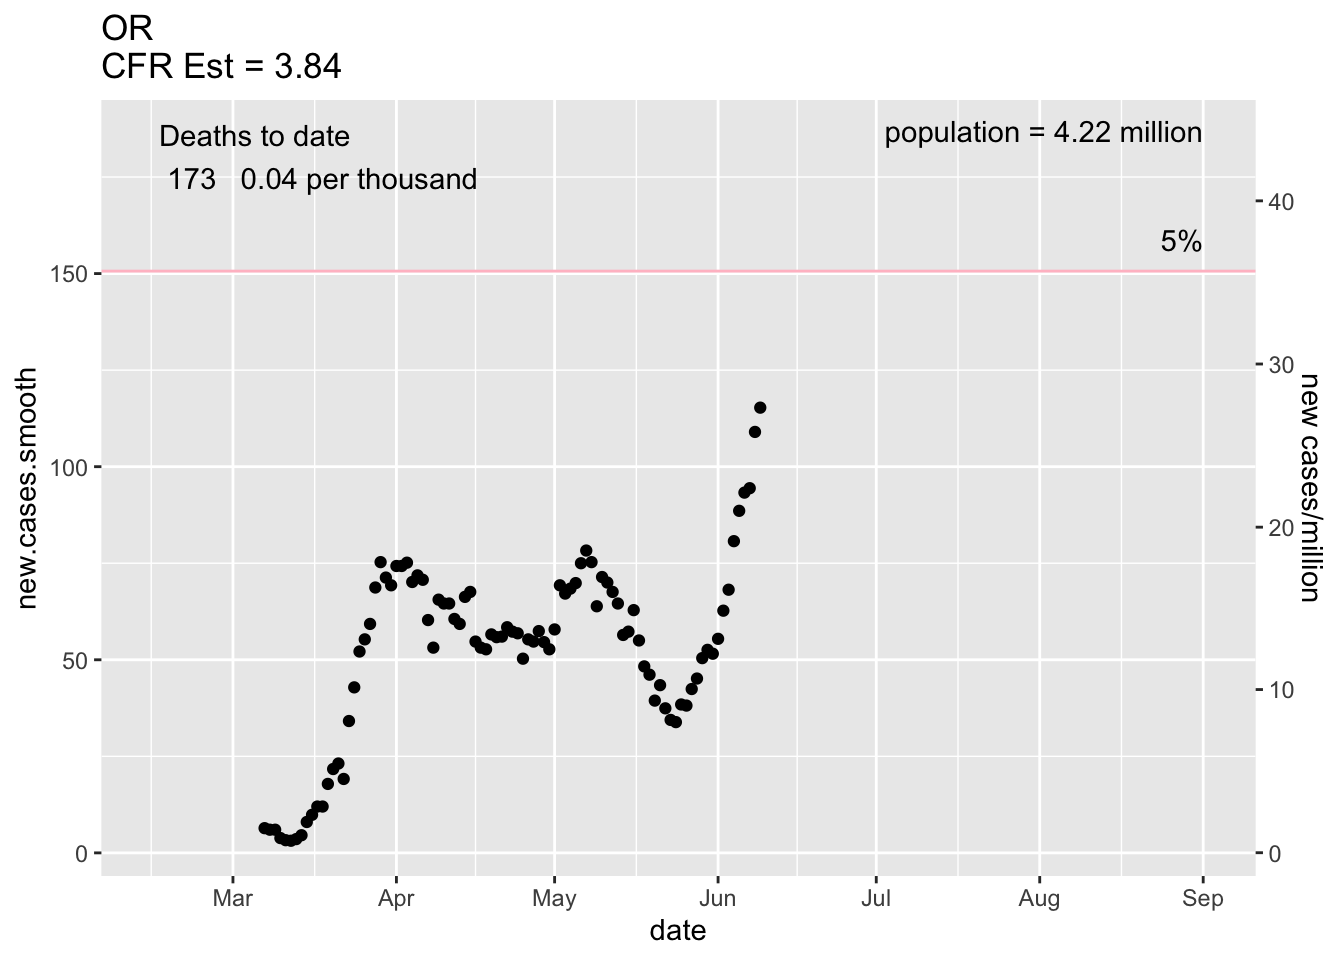 OR
CFR Est = 3.84
Deaths to date
173 0.04 per thousand
population = 4.22 million
5%
150
100
50
0
new.cases.smooth
40
30
20
10
0
new cases/million
Mar Apr May Jun Jul Aug Sep
date